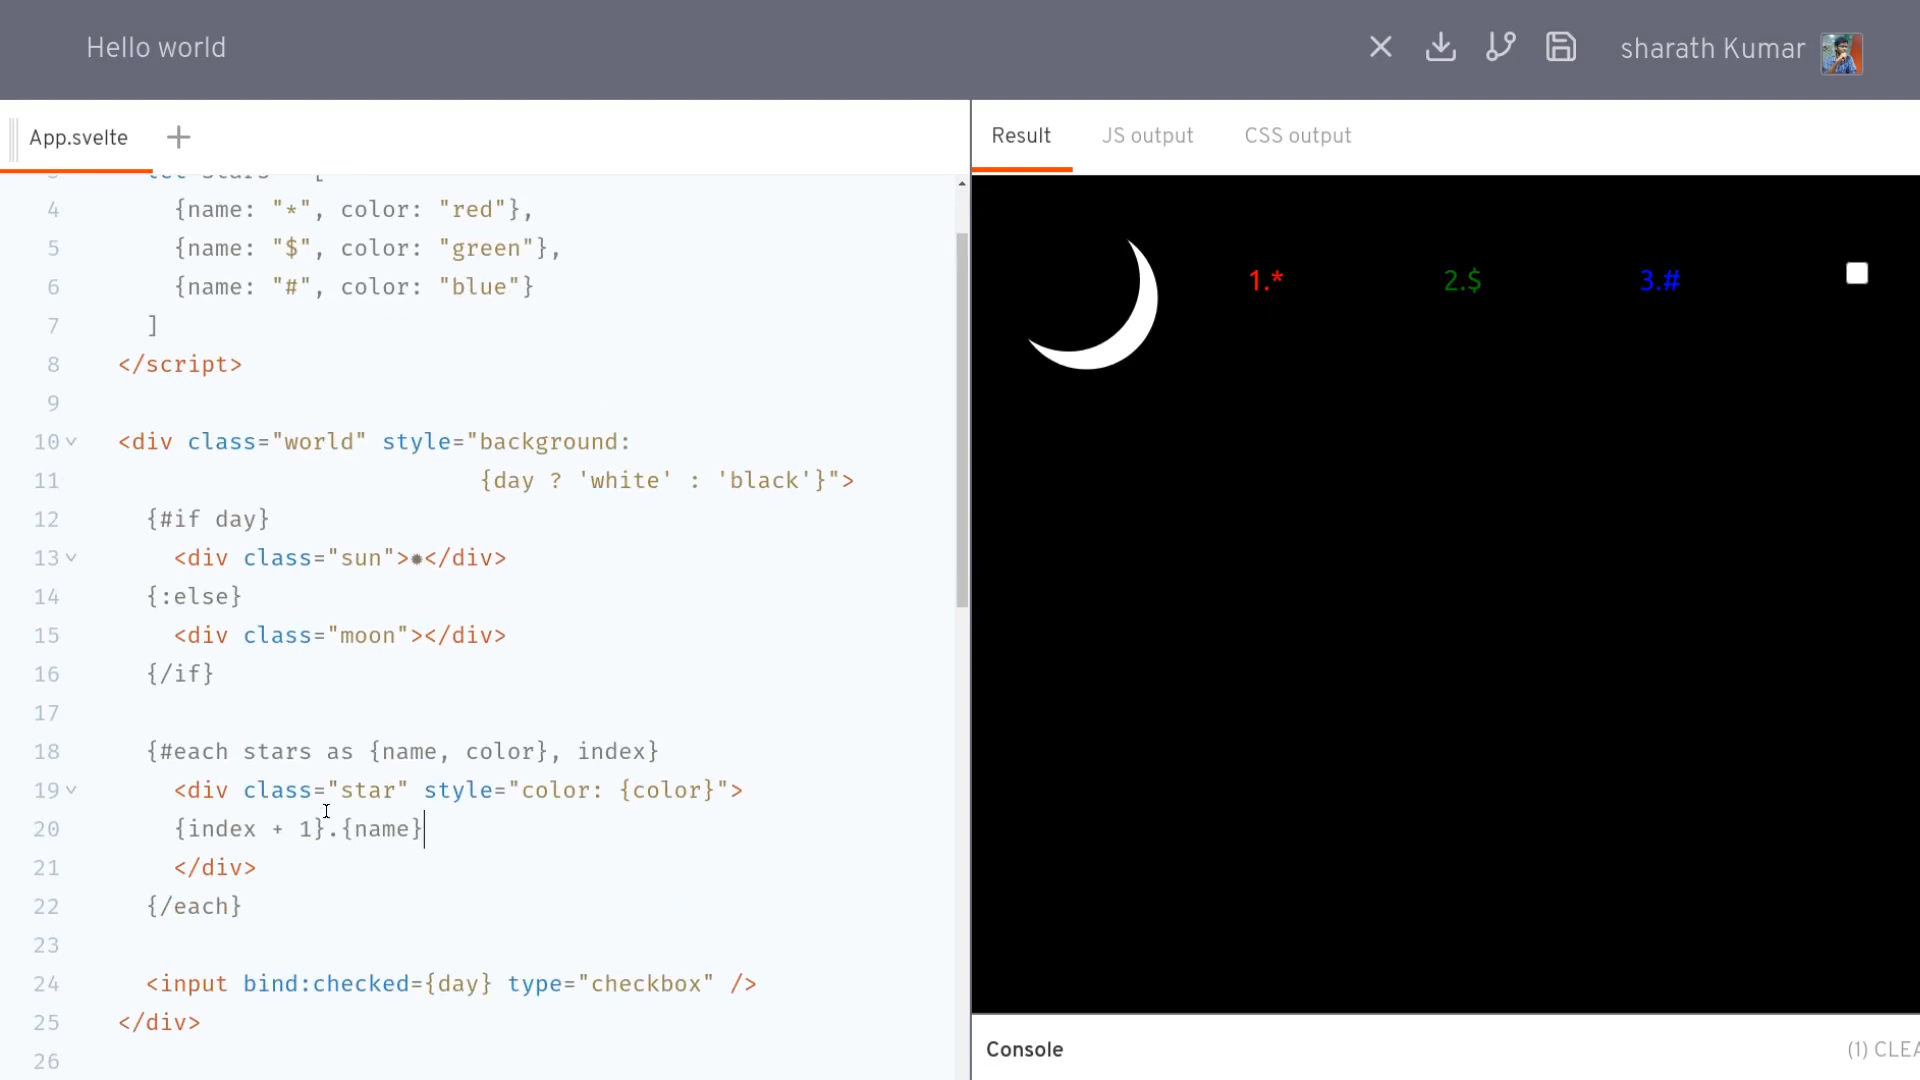 Hello world
sharath Kumar
App.svelte
Result
JS output
CSS output
4 {name: "*", color: "red"},
5 {name: "$", color: "green"},
6 {name: "#", color: "blue"}
7 ]
8 </script>
9
10 <div class="world" style="background:
11 {day ? 'white' : 'black'}">
12 {#if day}
13 <div class="sun">✹</div>
14 {:else}
15 <div class="moon"></div>
16 {/if}
17
18 {#each stars as {name, color}, index}
19 <div class="star" style="color: {color}">
20 {index + 1}.{name}
21 </div>
22 {/each}
23
24 <input bind:checked={day} type="checkbox" />
25 </div>
26
1.*
2.$
3.#
Console
(1) CLEA